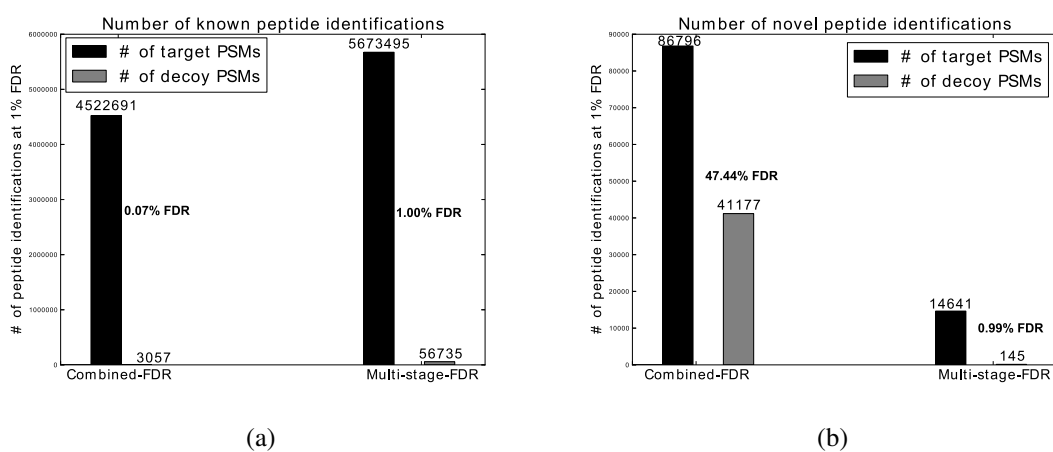 Number of known peptide identifications
# of peptide identifications at 1% FDR
6000000
5000000
4000000
3000000
2000000
1000000
0
# of target PSMs
# of decoy PSMs
4522691
5673495
0.07% FDR
1.00% FDR
3057
56735
Combined-FDR
Multi-stage-FDR
(a)
Number of novel peptide identifications
# of peptide identifications at 1% FDR
90000
80000
70000
60000
50000
40000
30000
20000
10000
0
86796
# of target PSMs
# of decoy PSMs
47.44% FDR
41177
14641
0.99% FDR
145
Combined-FDR
Multi-stage-FDR
(b)